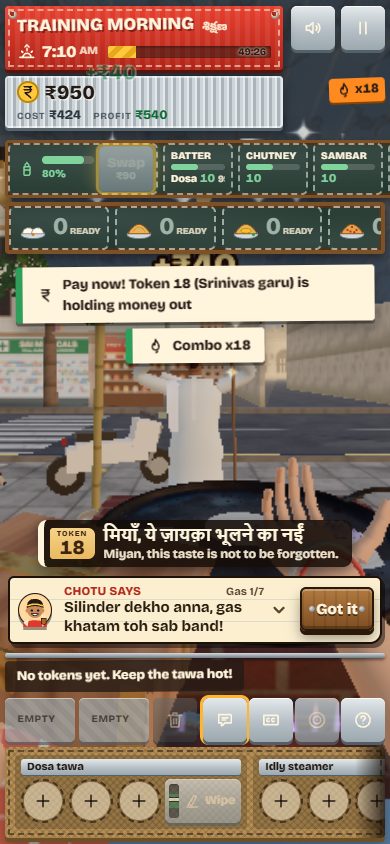 TRAINING MORNING శిక్షణ
7:10 AM
49:26
+₹40
₹950
COST ₹424 PROFIT ₹540
x18
80%
Swap
₹90
BATTER
Dosa 10
CHUTNEY
10
SAMBAR
10
0 READY
0 READY
0 READY
+₹40
Pay now! Token 18 (Srinivas garu) is
holding money out
Combo x18
TOKEN
18
मियाँ, ये ज़ायक़ा भूलने का नईं
Miyan, this taste is not to be forgotten.
CHOTU SAYS
Gas 1/7
Silinder dekho anna, gas
khatam toh sab band!
Got it
No tokens yet. Keep the tawa hot!
EMPTY
EMPTY
CC
?
Dosa tawa
Idly steamer
Wipe